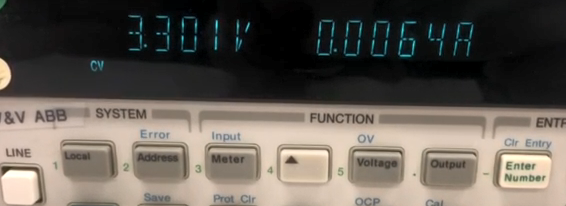 3.301V 0.0064A
CV
V&V ABB SYSTEM FUNCTION ENTR
Error Input OV Clr Entry
LINE 1 Local 2 Address 3 Meter 4 5 Voltage . Output - Enter Number
Save Prot Clr OCP Cal